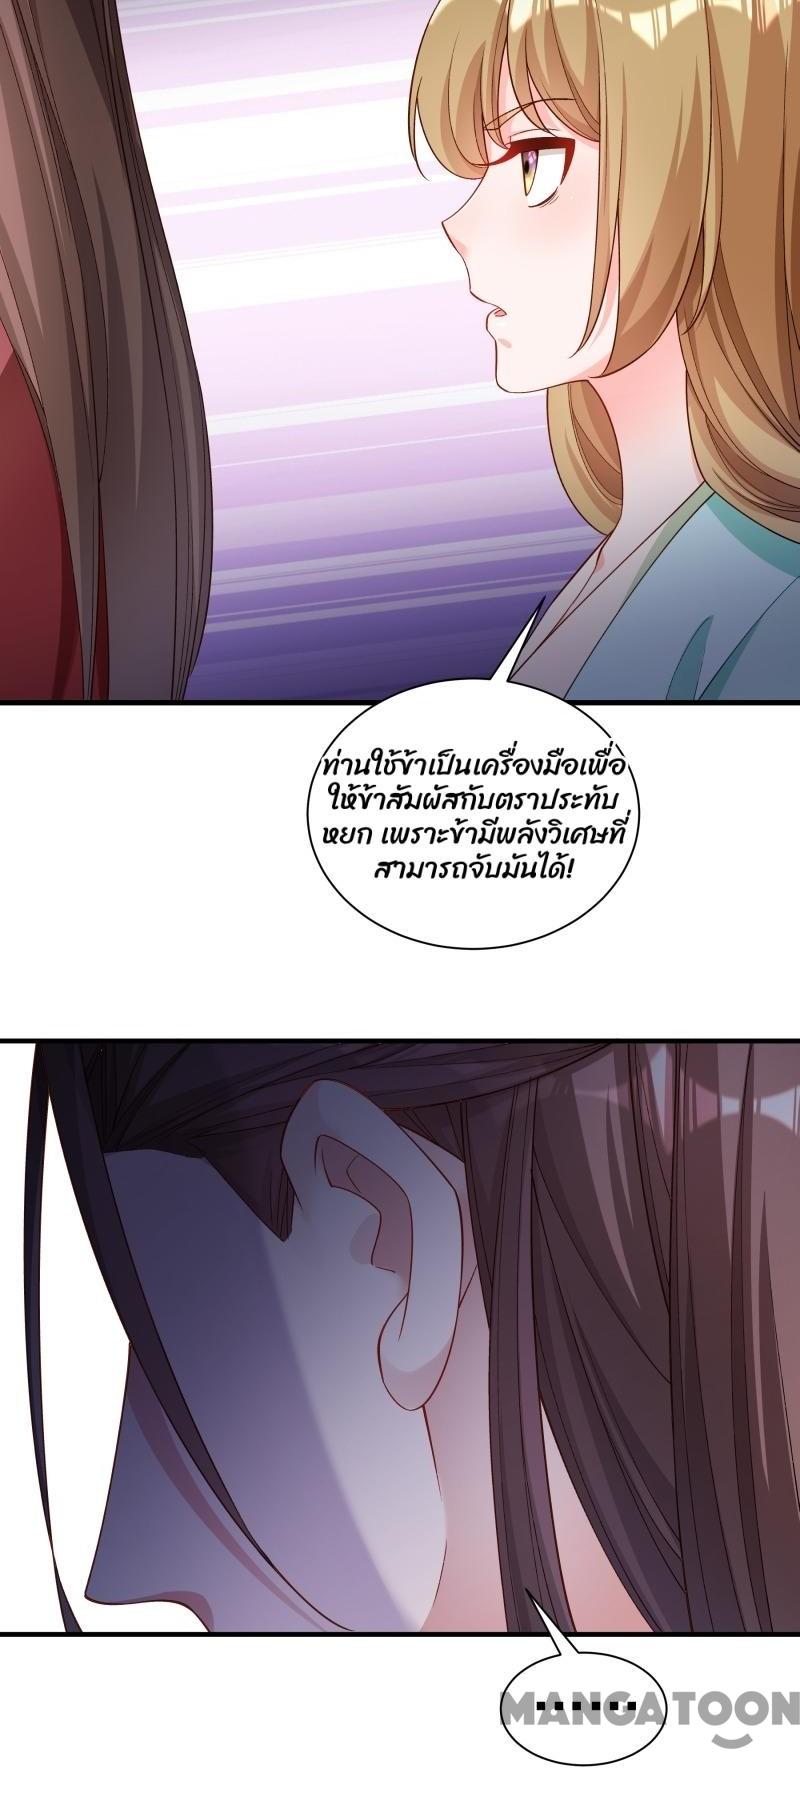 ท่านใช้ข้าเป็นเครื่องมือเพื่อ
ให้ข้าสัมผัสกับตราประทับ
หยก เพราะข้ามีพลังวิเศษที่
สามารถจับมันได้!
......
MANGATOON